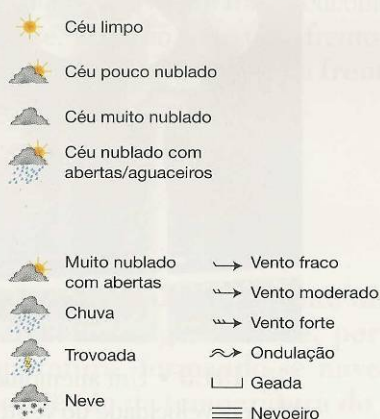 Céu limpo
Céu pouco nublado
Céu muito nublado
Céu nublado com
abertas/aguaceiros
Muito nublado
com abertas
Chuva
Trovoada
Neve
Vento fraco
Vento moderado
Vento forte
Ondulação
Geada
Nevoeiro